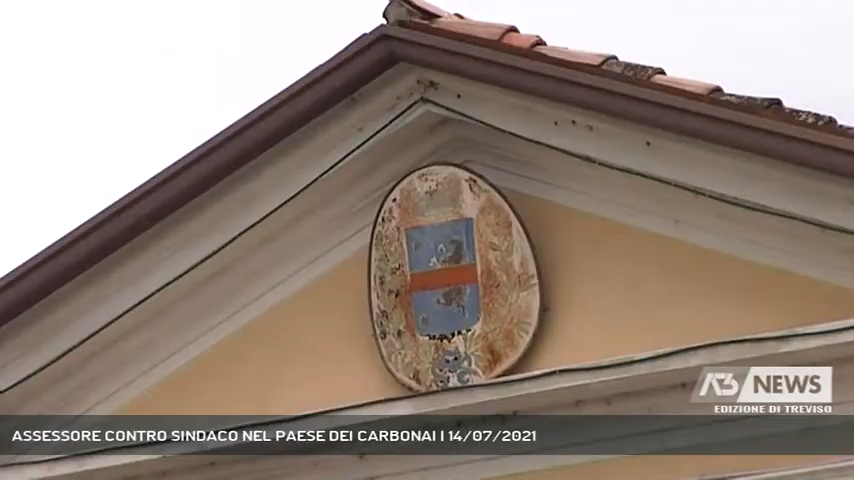 A3 NEWS
EDIZIONE DI TREVISO
ASSESSORE CONTRO SINDACO NEL PAESE DEI CARBONAI | 14/07/2021